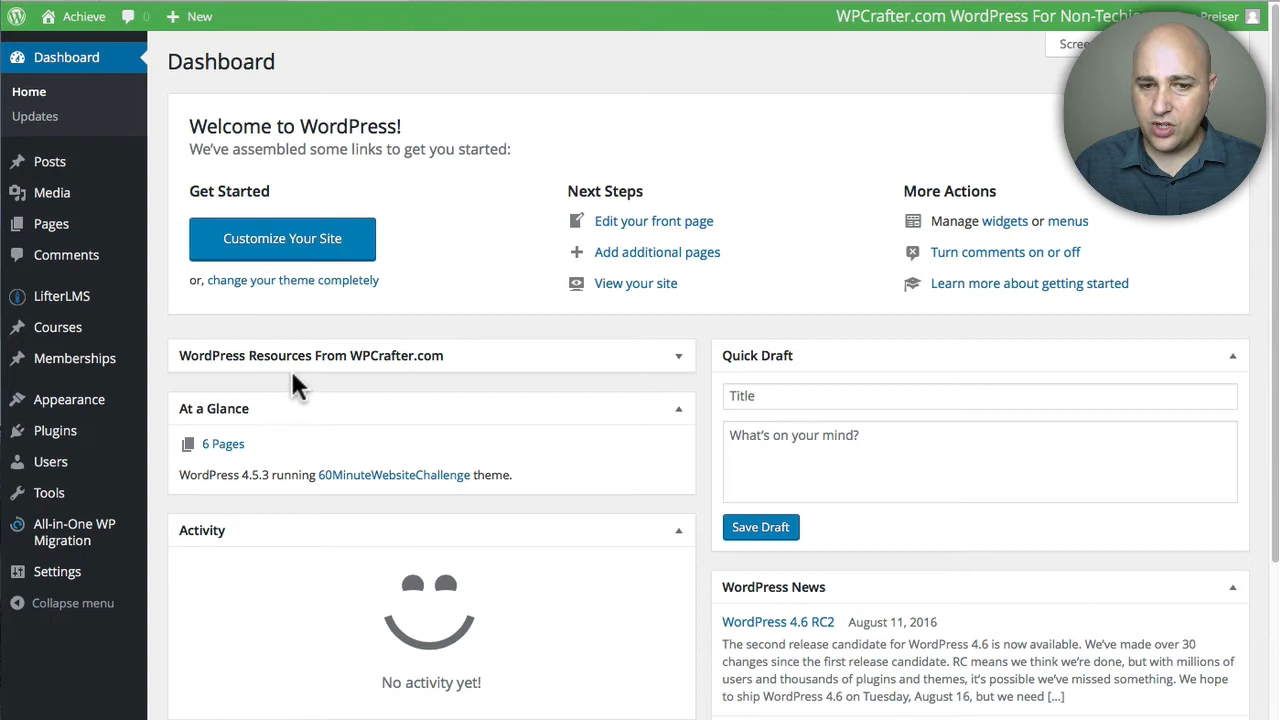 Achieve
0
New
WPCrafter.com WordPress For Non-Techi
Preiser
Dashboard
Home
Updates
Posts
Media
Pages
Comments
LifterLMS
Courses
Memberships
Appearance
Plugins
Users
Tools
All-in-One WP
Migration
Settings
Collapse menu
Dashboard
Scree
Welcome to WordPress!
We've assembled some links to get you started:
Get Started
Customize Your Site
or, change your theme completely
Next Steps
Edit your front page
Add additional pages
View your site
More Actions
Manage widgets or menus
Turn comments on or off
Learn more about getting started
WordPress Resources From WPCrafter.com
At a Glance
6 Pages
WordPress 4.5.3 running 60MinuteWebsiteChallenge theme.
Activity
No activity yet!
Quick Draft
Title
What's on your mind?
Save Draft
WordPress News
WordPress 4.6 RC2 August 11, 2016
The second release candidate for WordPress 4.6 is now available. We've made over 30
changes since the first release candidate. RC means we think we're done, but with millions of
users and thousands of plugins and themes, it's possible we've missed something. We hope
to ship WordPress 4.6 on Tuesday, August 16, but we need […]